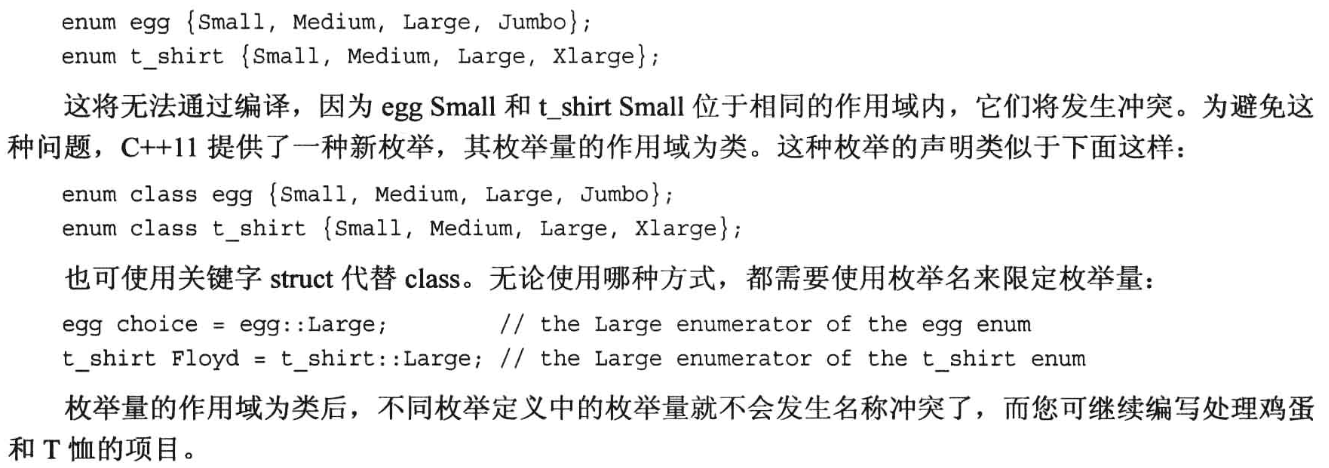 enum egg {Small, Medium, Large, Jumbo};
enum t_shirt {Small, Medium, Large, Xlarge};
这将无法通过编译，因为 egg Small 和 t_shirt Small 位于相同的作用域内，它们将发生冲突。为避免这
种问题，C++11 提供了一种新枚举，其枚举量的作用域为类。这种枚举的声明类似于下面这样：
enum class egg {Small, Medium, Large, Jumbo};
enum class t_shirt {Small, Medium, Large, Xlarge};
也可使用关键字 struct 代替 class。无论使用哪种方式，都需要使用枚举名来限定枚举量：
egg choice = egg::Large;        // the Large enumerator of the egg enum
t_shirt Floyd = t_shirt::Large; // the Large enumerator of the t_shirt enum
枚举量的作用域为类后，不同枚举定义中的枚举量就不会发生名称冲突了，而您可继续编写处理鸡蛋
和 T 恤的项目。